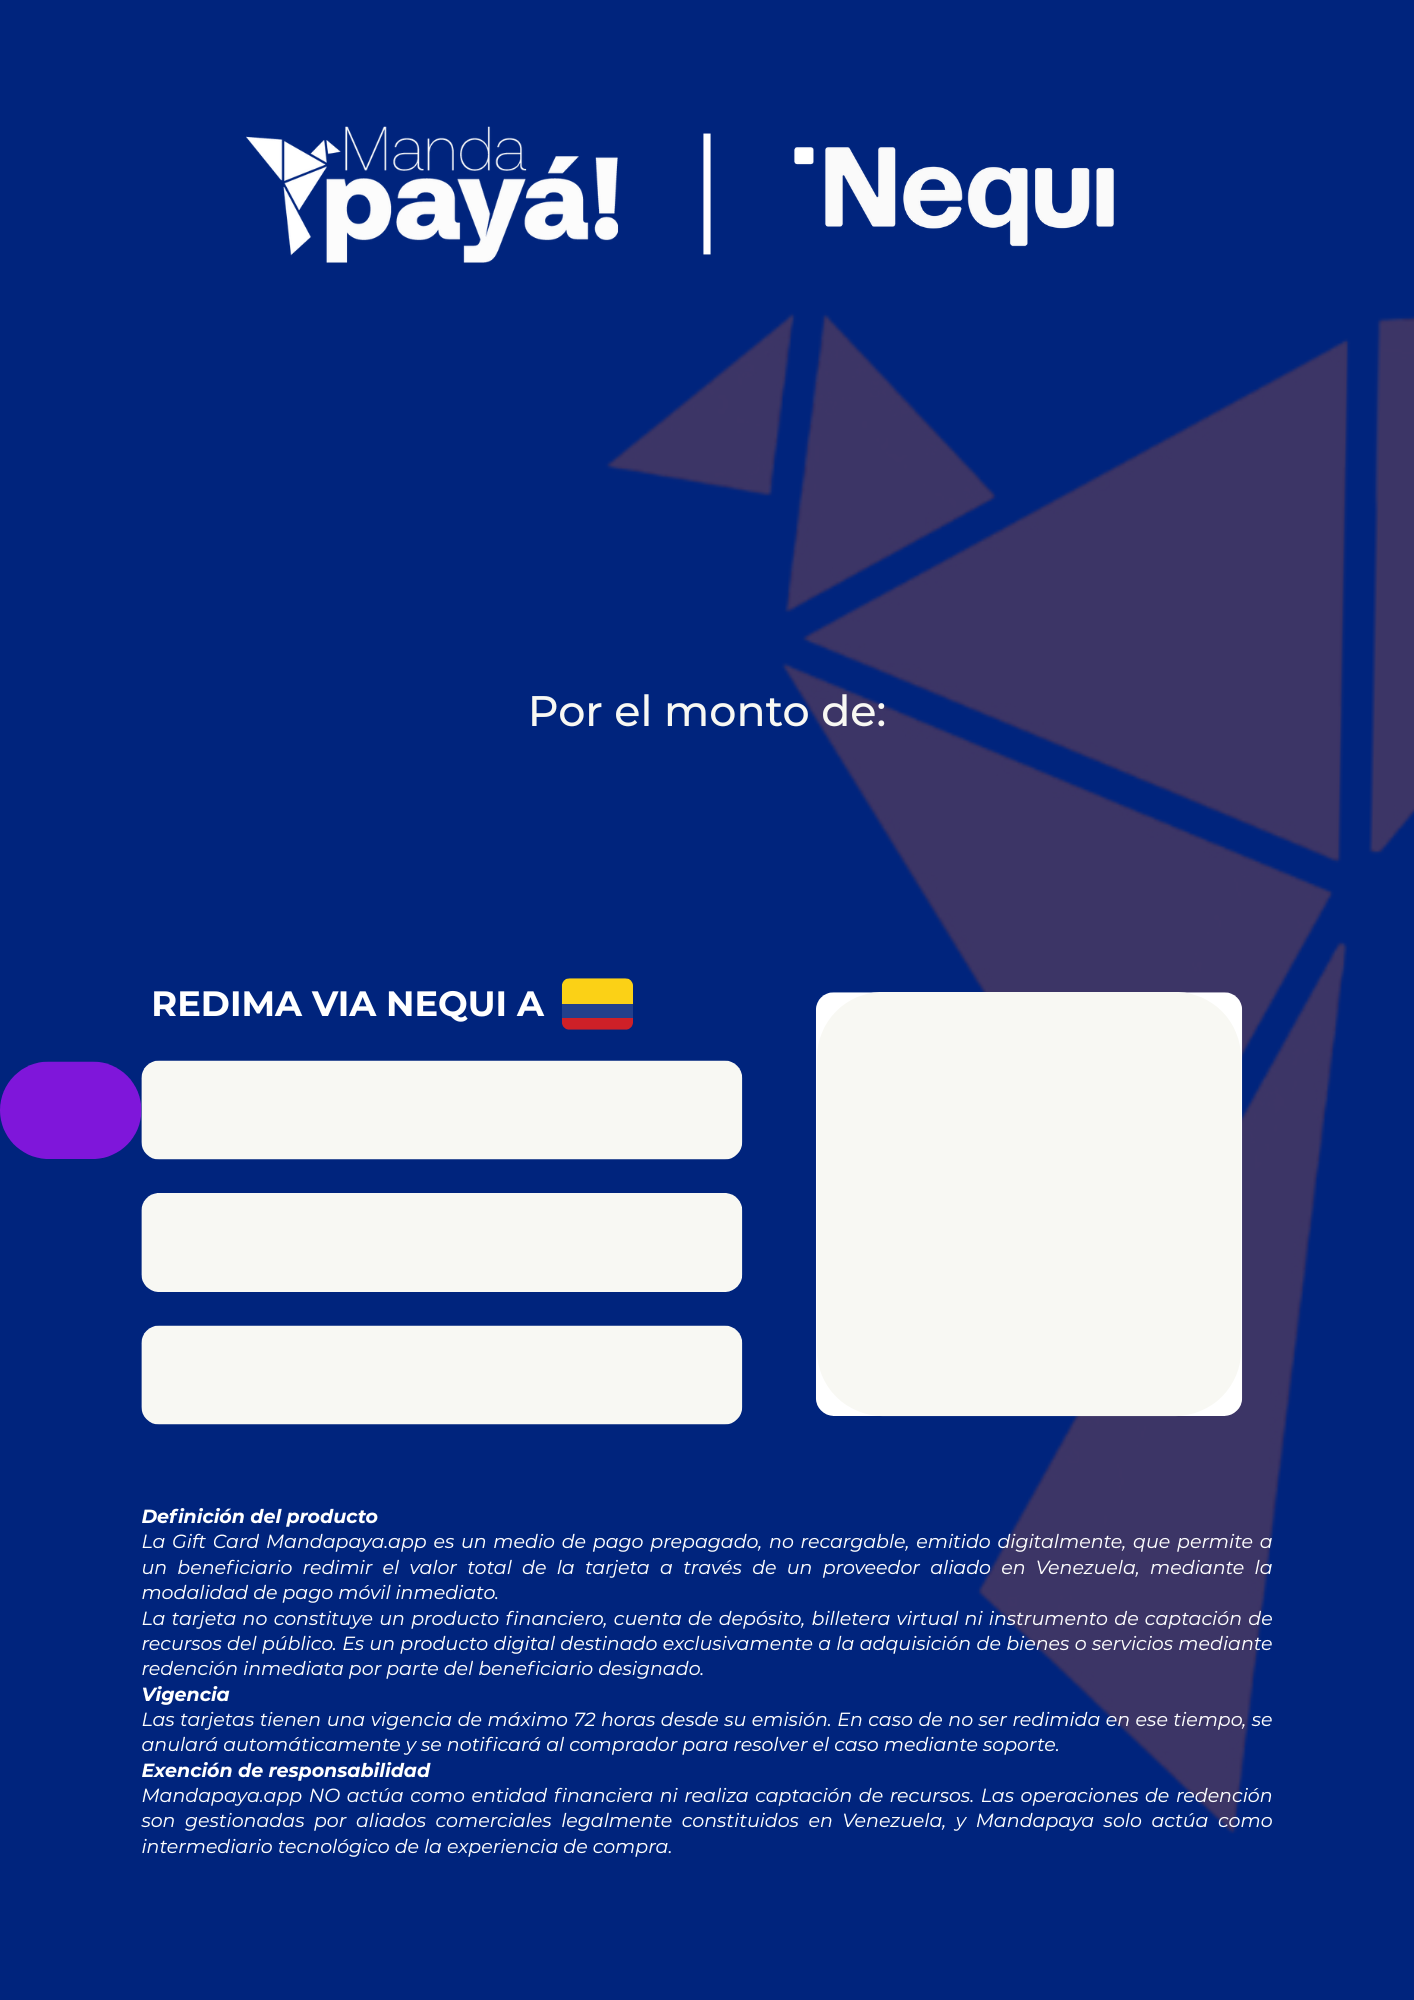 Manda
payá!
Nequi
Por el monto de:
REDIMA VIA NEQUI A
Definición del producto
La Gift Card Mandapaya.app es un medio de pago prepagado, no recargable, emitido digitalmente, que permite a
un beneficiario redimir el valor total de la tarjeta a través de un proveedor aliado en Venezuela, mediante la
modalidad de pago móvil inmediato.
La tarjeta no constituye un producto financiero, cuenta de depósito, billetera virtual ni instrumento de captación de
recursos del público. Es un producto digital destinado exclusivamente a la adquisición de bienes o servicios mediante
redención inmediata por parte del beneficiario designado.
Vigencia
Las tarjetas tienen una vigencia de máximo 72 horas desde su emisión. En caso de no ser redimida en ese tiempo, se
anulará automáticamente y se notificará al comprador para resolver el caso mediante soporte.
Exención de responsabilidad
Mandapaya.app NO actúa como entidad financiera ni realiza captación de recursos. Las operaciones de redención
son gestionadas por aliados comerciales legalmente constituidos en Venezuela, y Mandapaya solo actúa como
intermediario tecnológico de la experiencia de compra.